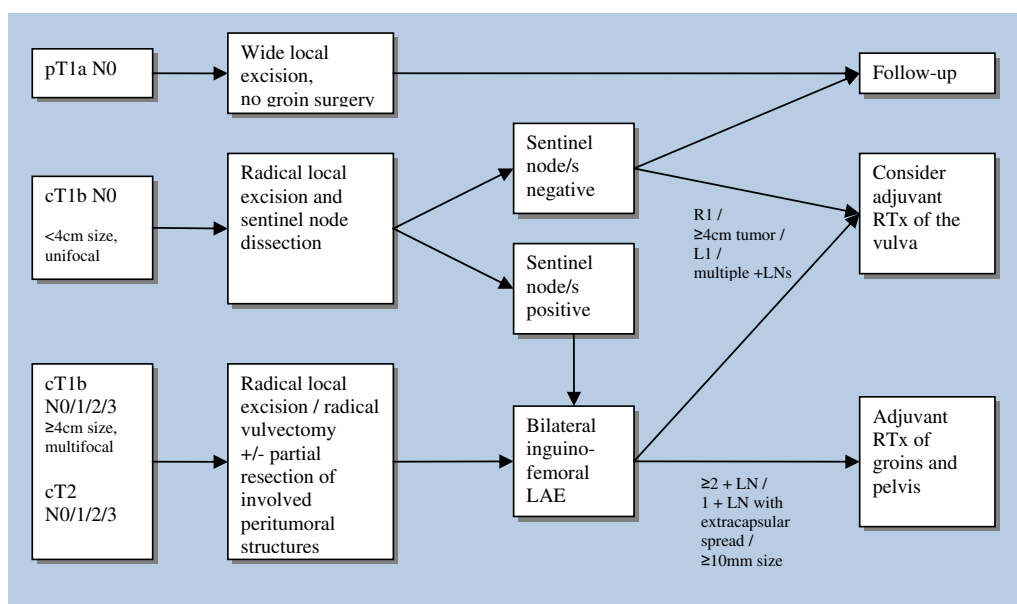 pT1a N0
Wide local
excision,
no groin surgery
Follow-up
cT1b N0
<4cm size,
unifocal
Radical local
excision and
sentinel node
dissection
Sentinel
node/s
negative
Sentinel
node/s
positive
R1 /
≥4cm tumor /
L1 /
multiple +LNs
Consider
adjuvant
RTx of the
vulva
cT1b
N0/1/2/3
≥4cm size,
multifocal
cT2
N0/1/2/3
Radical local
excision / radical
vulvectomy
+/- partial
resection of
involved
peritumoral
structures
Bilateral
inguino-
femoral
LAE
≥2 + LN /
1 + LN with
extracapsular
spread /
≥10mm size
Adjuvant
RTx of
groins and
pelvis